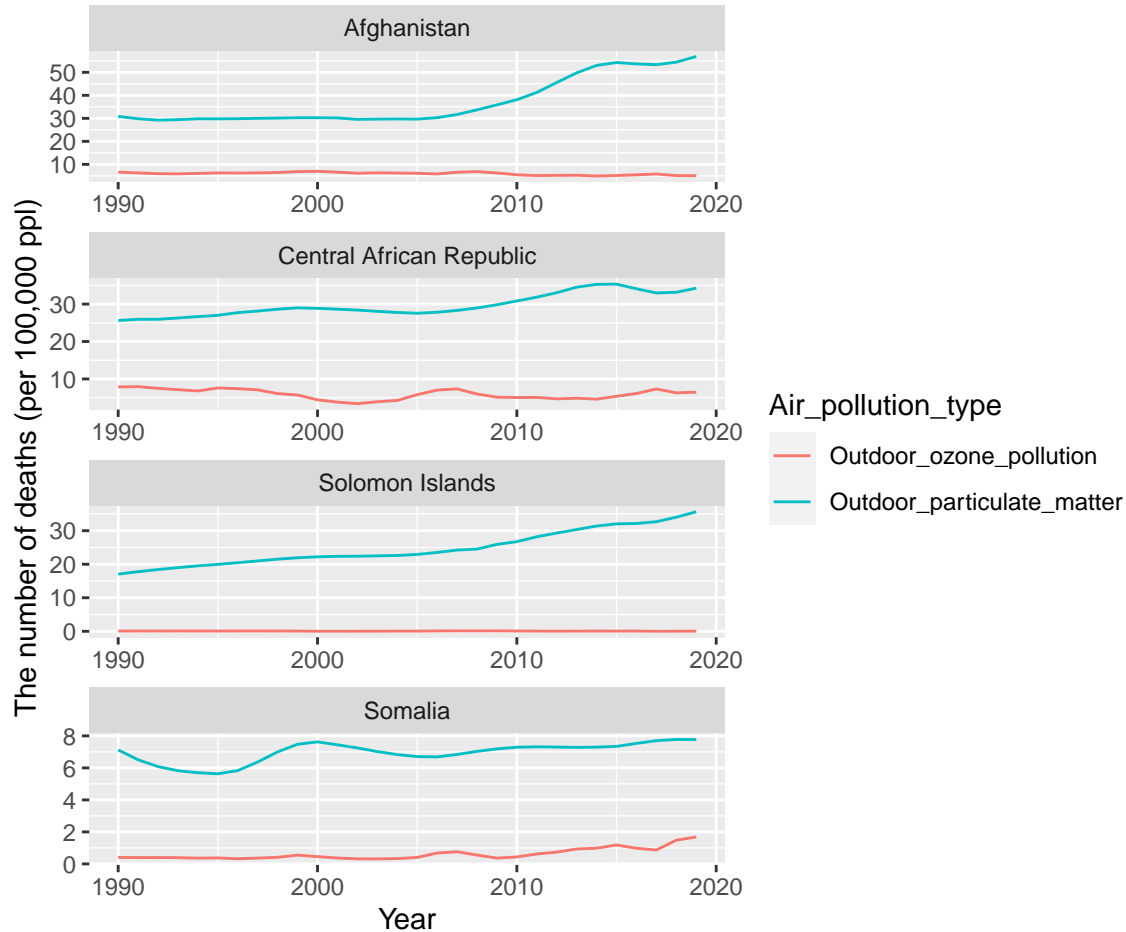 Afghanistan
50
40
30
20
10
1990 2000 2010 2020
Central African Republic
30
20
10
1990 2000 2010 2020
Solomon Islands
30
20
10
0
1990 2000 2010 2020
Somalia
8
6
4
2
0
1990 2000 2010 2020
Year
The number of deaths (per 100,000 ppl)
Air_pollution_type
Outdoor_ozone_pollution
Outdoor_particulate_matter